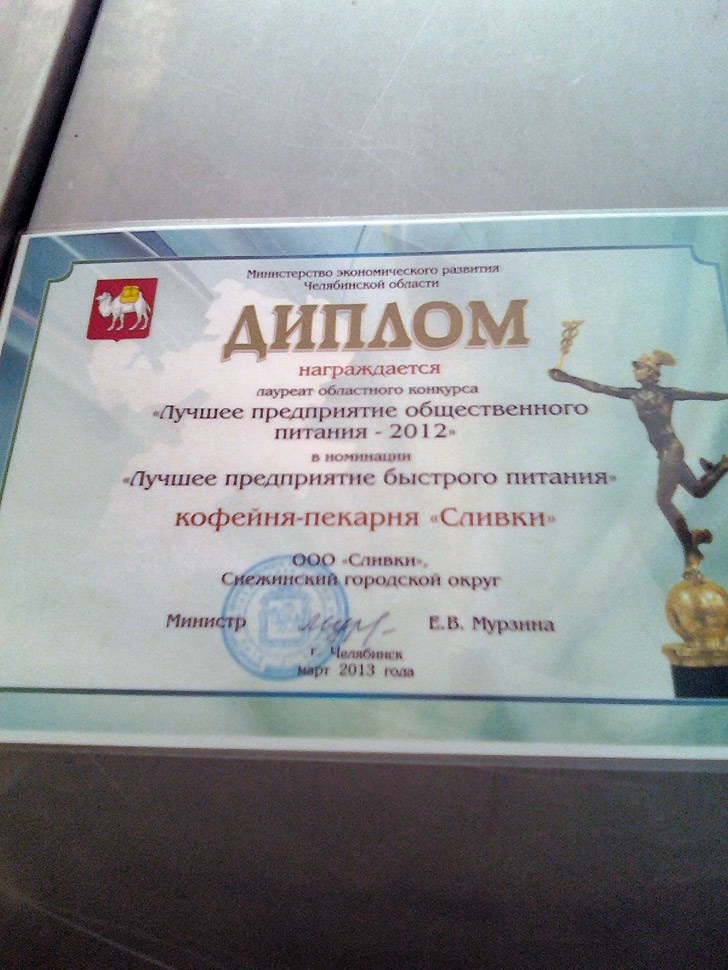 Министерство экономического развития
Челябинской области
ДИПЛОМ
награждается
лауреат областного конкурса
«Лучшее предприятие общественного
питания - 2012»
в номинации
«Лучшее предприятие быстрого питания»
кофейня-пекарня «Сливки»
ООО «Сливки»,
Снежинский городской округ
Министр Е.В. Мурзина
г. Челябинск
март 2013 года